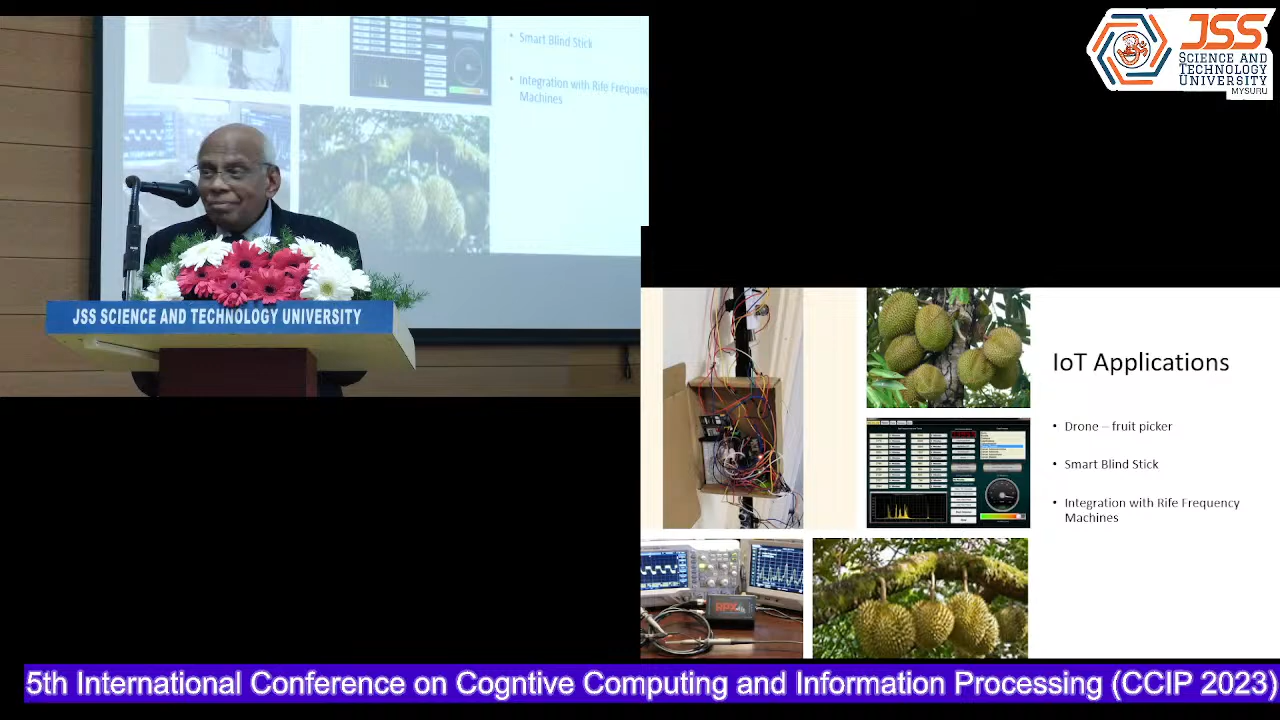 Smart Blind Stick
Integration with Rife Frequenc
Machines
JSS SCIENCE AND TECHNOLOGY UNIVERSITY
JSS
SCIENCE AND
TECHNOLOGY
UNIVERSITY
MYSURU
IoT Applications
• Drone – fruit picker
• Smart Blind Stick
• Integration with Rife Frequency
Machines
RPX
5th International Conference on Cogntive Computing and Information Processing (CCIP 2023)